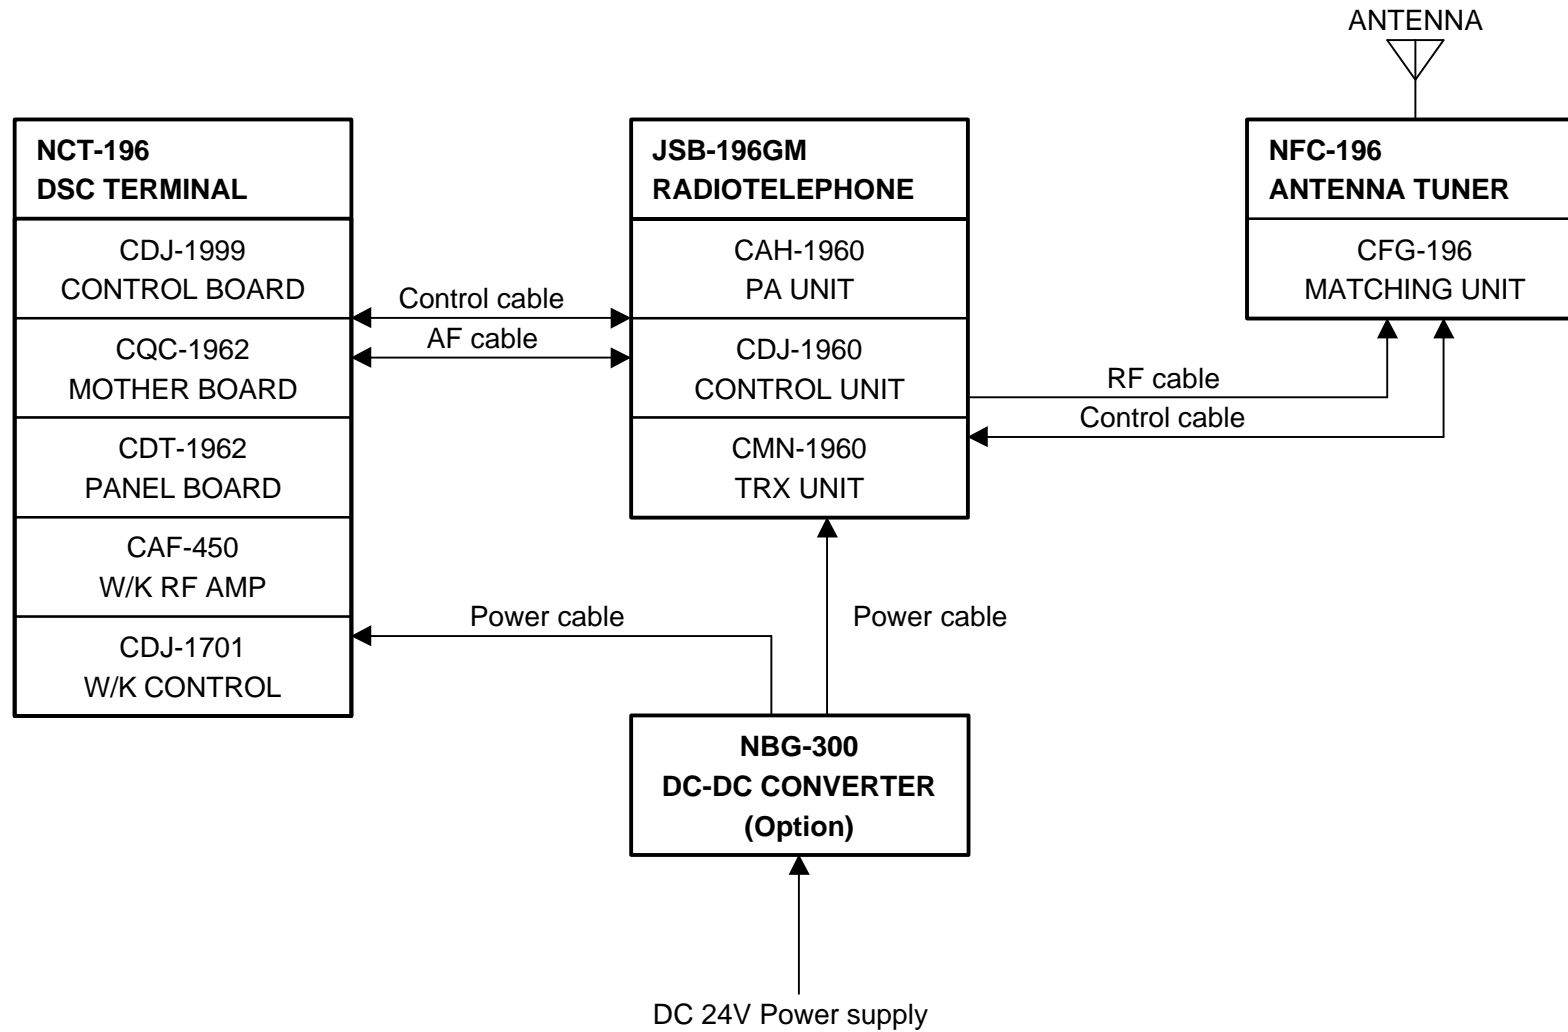 ANTENNA
NCT-196
DSC TERMINAL
CDJ-1999
CONTROL BOARD
CQC-1962
MOTHER BOARD
CDT-1962
PANEL BOARD
CAF-450
W/K RF AMP
CDJ-1701
W/K CONTROL
Control cable
AF cable
JSB-196GM
RADIOTELEPHONE
CAH-1960
PA UNIT
CDJ-1960
CONTROL UNIT
CMN-1960
TRX UNIT
RF cable
Control cable
NFC-196
ANTENNA TUNER
CFG-196
MATCHING UNIT
Power cable
Power cable
NBG-300
DC-DC CONVERTER
(Option)
DC 24V Power supply